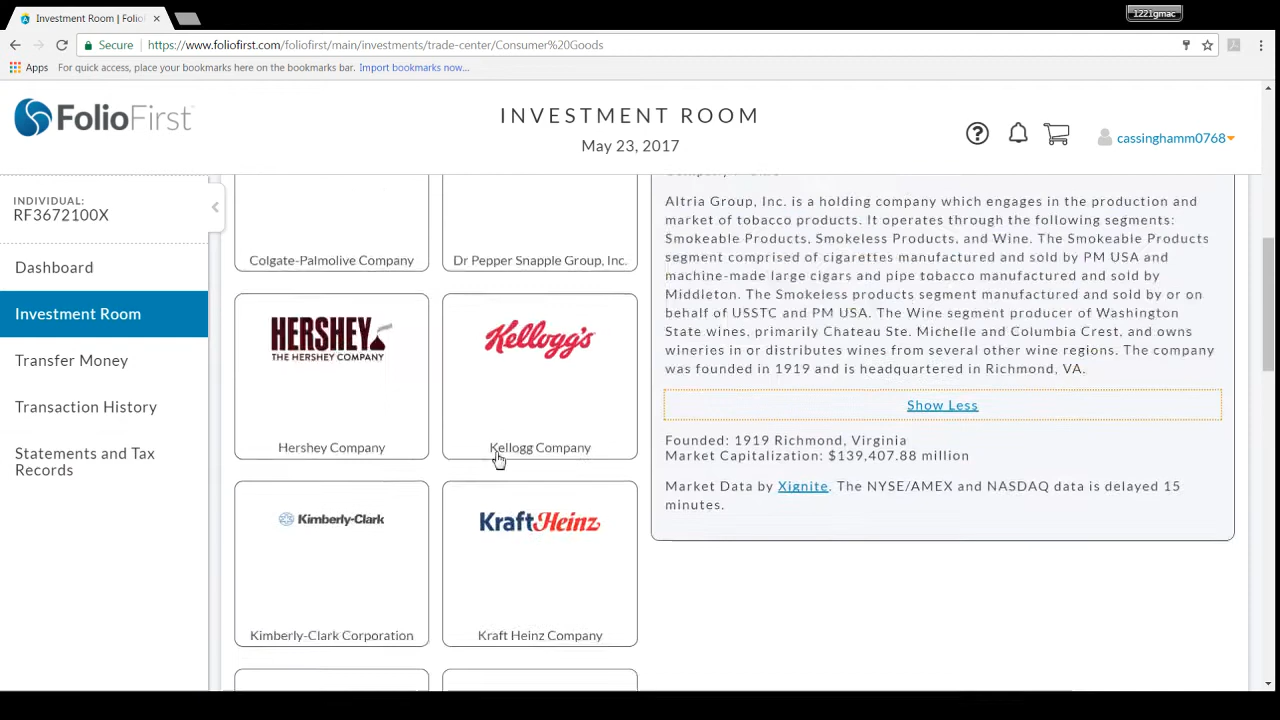 Investment Room | Folio
1221gmac
Secure
https://www.foliofirst.com/foliofirst/main/investments/trade-center/Consumer%20Goods
Apps
For quick access, place your bookmarks here on the bookmarks bar. Import bookmarks now...
FolioFirst
INVESTMENT ROOM
May 23, 2017
cassinghamm0768
INDIVIDUAL:
RF3672100X
Dashboard
Investment Room
Transfer Money
Transaction History
Statements and Tax
Records
Colgate-Palmolive Company
Dr Pepper Snapple Group, Inc.
HERSHEY
THE HERSHEY COMPANY
Hershey Company
Kellogg's
Kellogg Company
Kimberly-Clark
Kimberly-Clark Corporation
KraftHeinz
Kraft Heinz Company
Altria Group, Inc. is a holding company which engages in the production and
market of tobacco products. It operates through the following segments:
Smokeable Products, Smokeless Products, and Wine. The Smokeable Products
segment comprised of cigarettes manufactured and sold by PM USA and
machine-made large cigars and pipe tobacco manufactured and sold by
Middleton. The Smokeless products segment manufactured and sold by or on
behalf of USSTC and PM USA. The Wine segment producer of Washington
State wines, primarily Chateau Ste. Michelle and Columbia Crest, and owns
wineries in or distributes wines from several other wine regions. The company
was founded in 1919 and is headquartered in Richmond, VA.
Show Less
Founded: 1919 Richmond, Virginia
Market Capitalization: $139,407.88 million
Market Data by Xignite. The NYSE/AMEX and NASDAQ data is delayed 15
minutes.